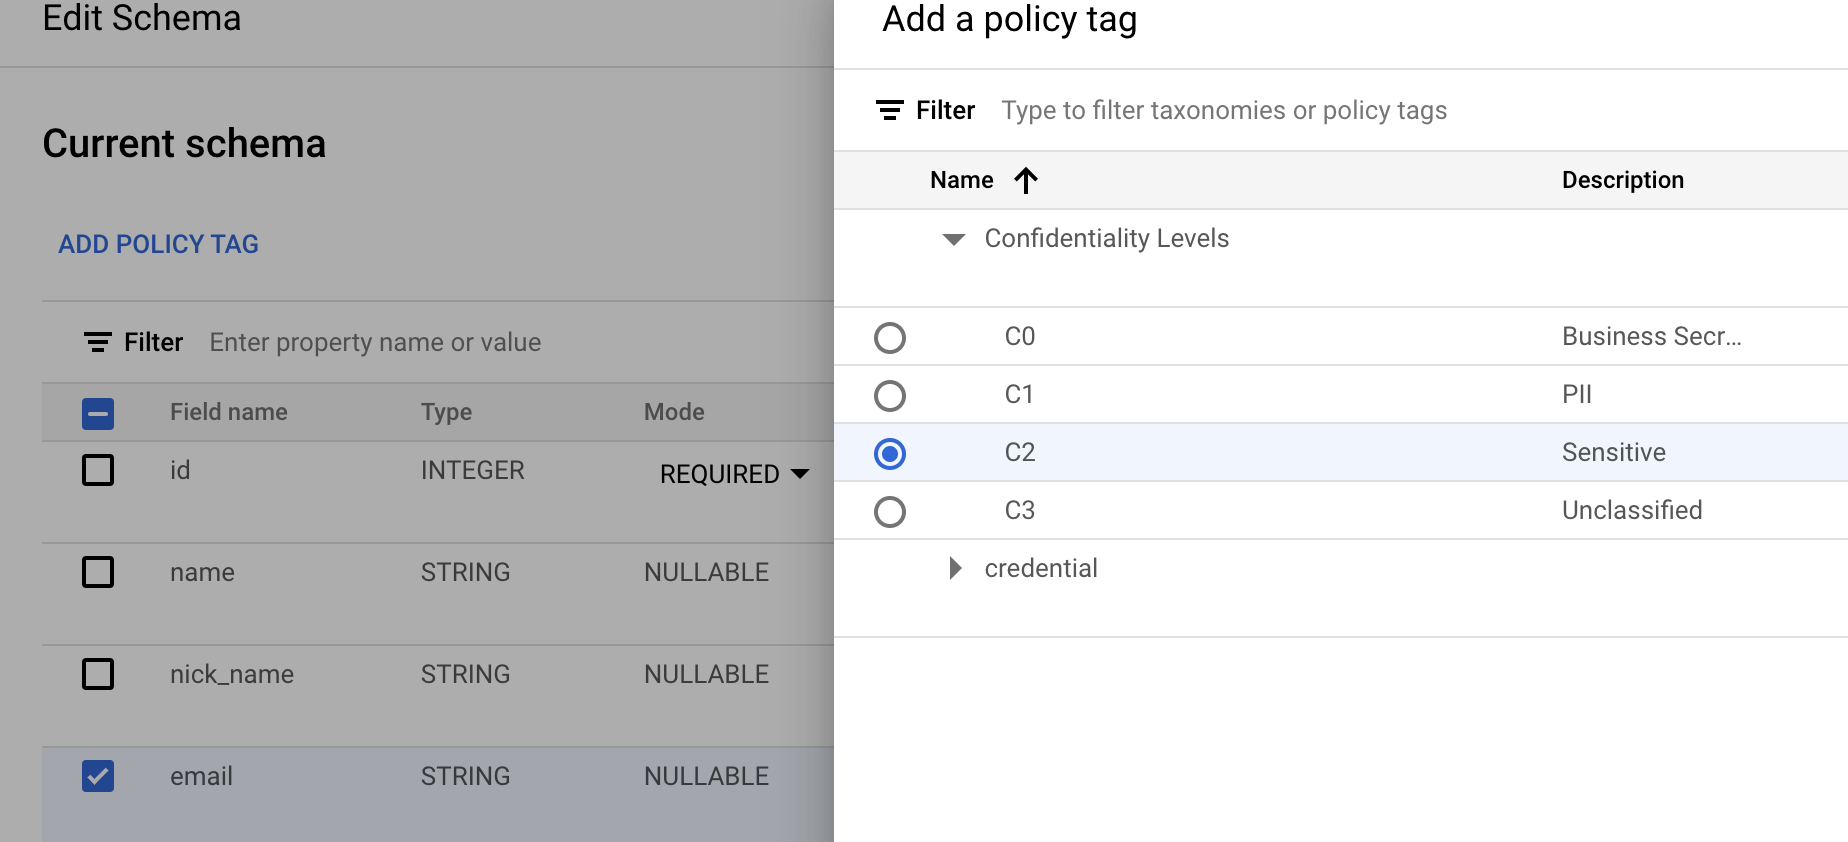 Edit Schema
Current schema
ADD POLICY TAG
Filter Enter property name or value
Field name Type Mode
id INTEGER REQUIRED
name STRING NULLABLE
nick_name STRING NULLABLE
email STRING NULLABLE
Add a policy tag
Filter Type to filter taxonomies or policy tags
Name Description
Confidentiality Levels
C0 Business Secr...
C1 PII
C2 Sensitive
C3 Unclassified
credential